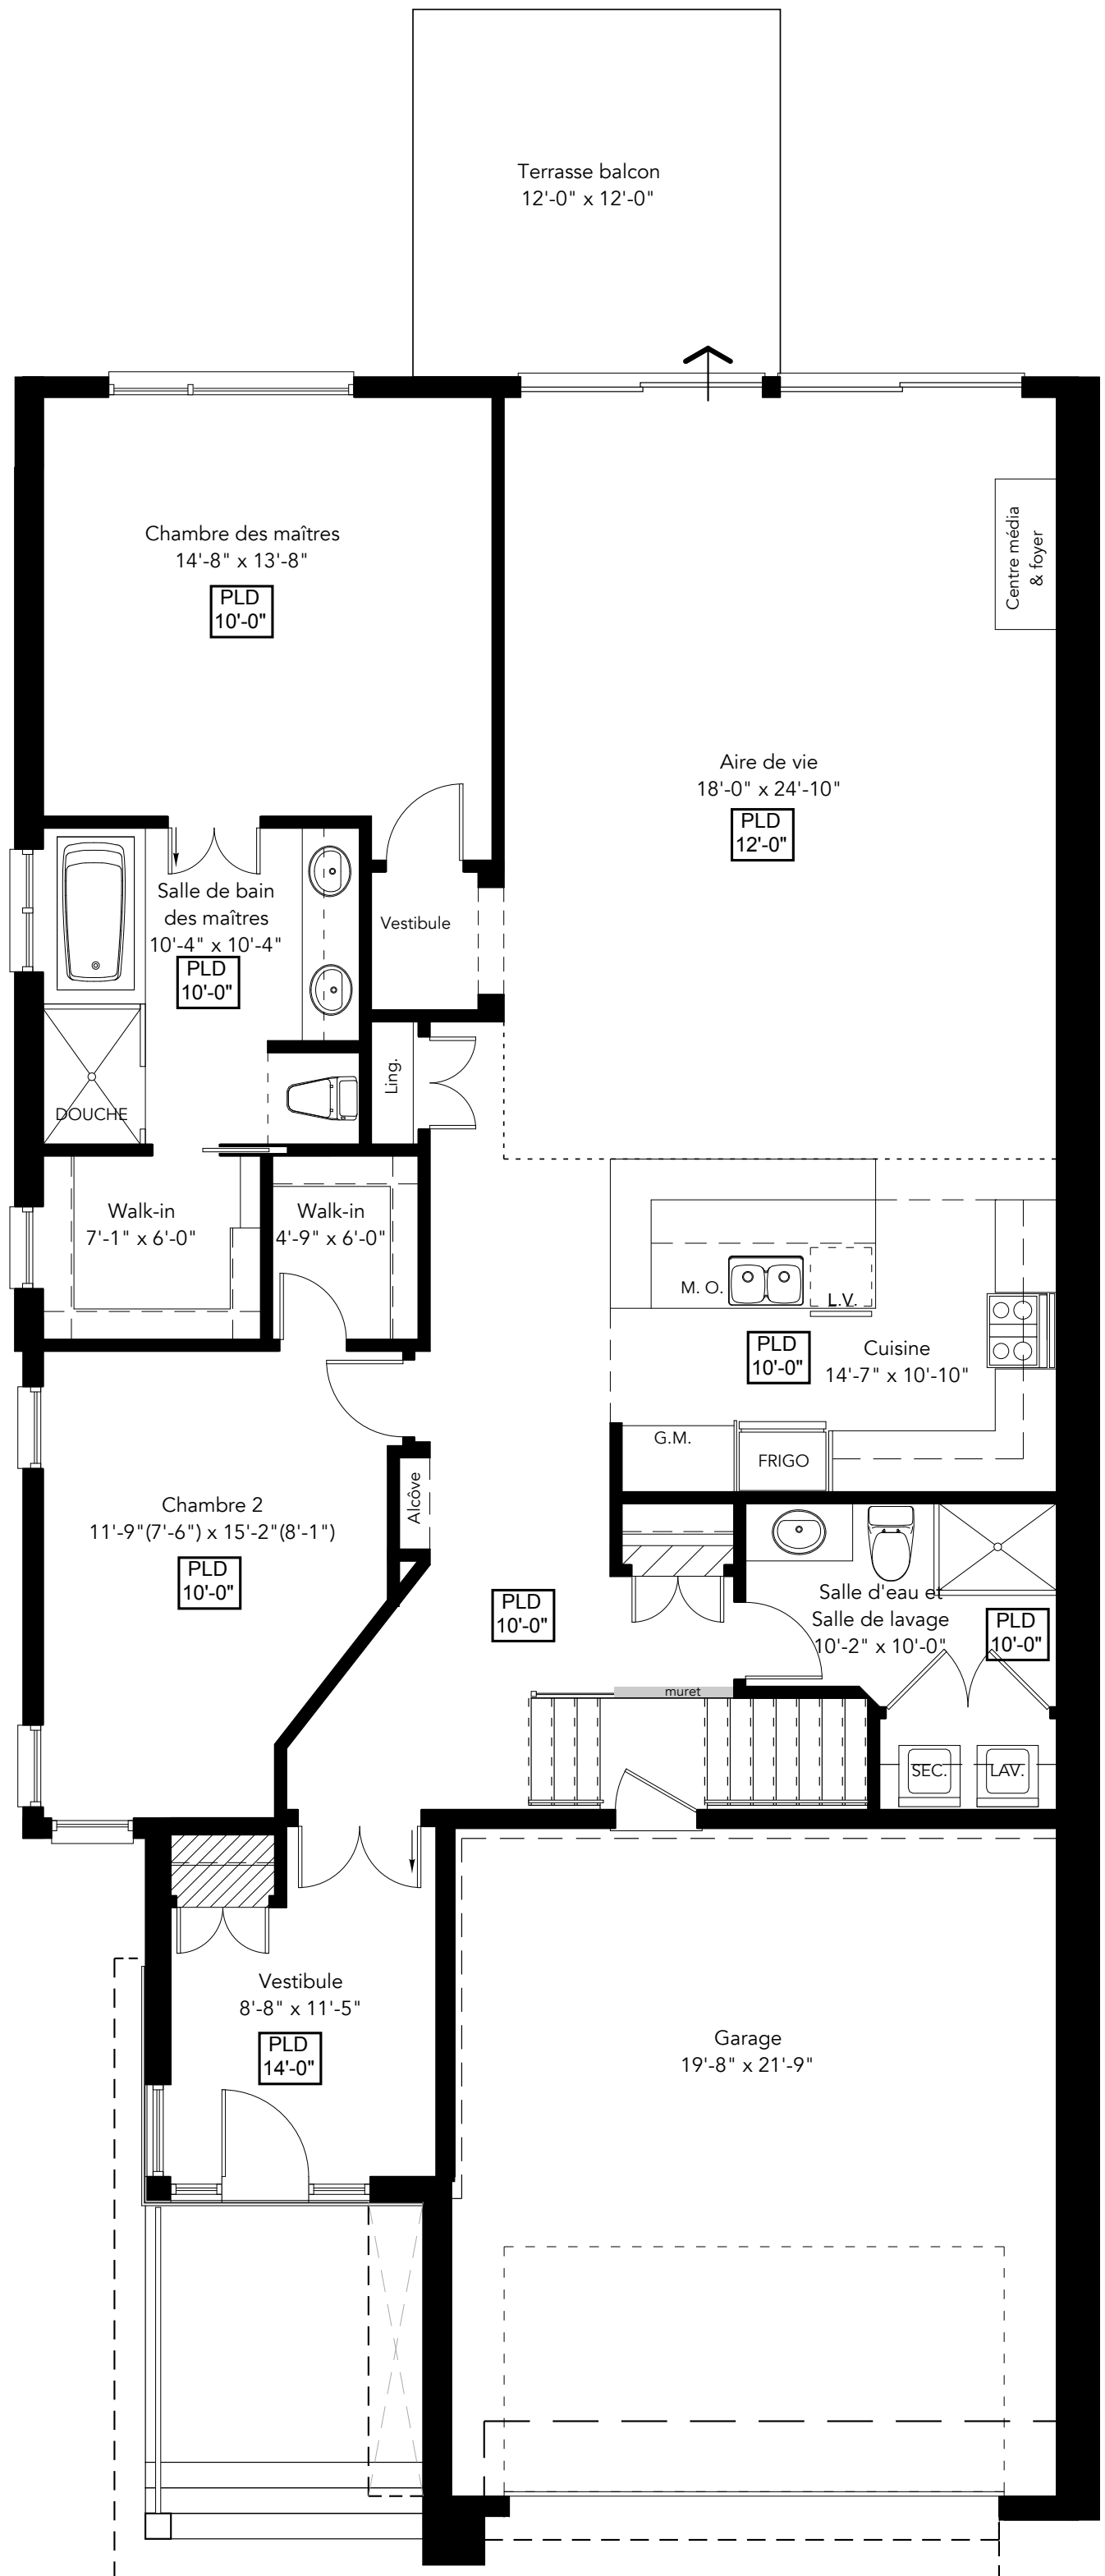 Terrasse balcon
12'-0" x 12'-0"
Chambre des maîtres
14'-8" x 13'-8"
PLD
10'-0"
Centre média
& foyer
Aire de vie
18'-0" x 24'-10"
PLD
12'-0"
Salle de bain
des maîtres
10'-4" x 10'-4"
PLD
10'-0"
Vestibule
Ling.
DOUCHE
Walk-in
7'-1" x 6'-0"
Walk-in
4'-9" x 6'-0"
M. O.
L.V.
PLD
10'-0"
Cuisine
14'-7" x 10'-10"
G.M.
FRIGO
Alcôve
Chambre 2
11'-9"(7'-6") x 15'-2"(8'-1")
PLD
10'-0"
PLD
10'-0"
Salle d'eau et
Salle de lavage
10'-2" x 10'-0"
PLD
10'-0"
muret
SEC.
LAV.
Vestibule
8'-8" x 11'-5"
PLD
14'-0"
Garage
19'-8" x 21'-9"